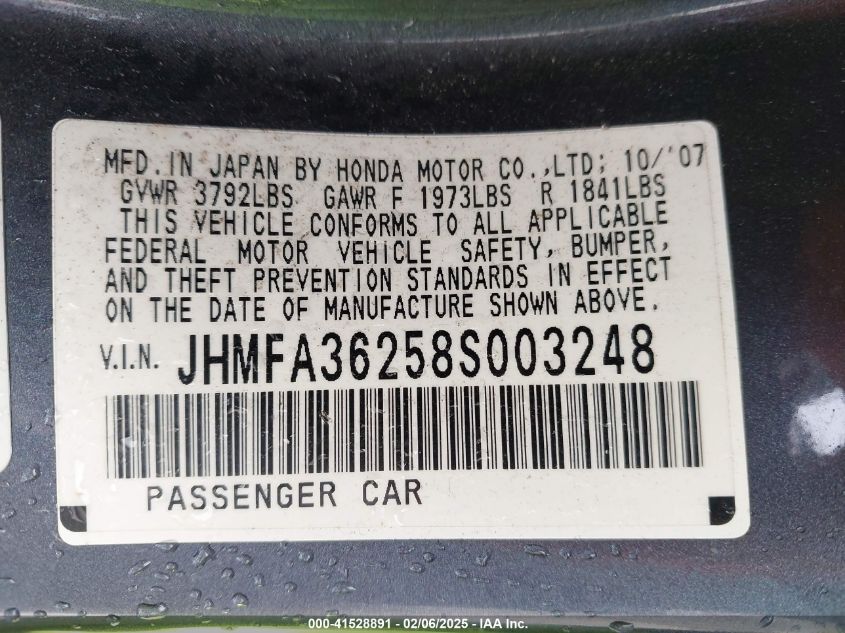 MFD. IN JAPAN BY HONDA MOTOR CO.,LTD; 10/'07
GVWR 3792LBS GAWR F 1973LBS R 1841LBS
THIS VEHICLE CONFORMS TO ALL APPLICABLE
FEDERAL MOTOR VEHICLE SAFETY, BUMPER,
AND THEFT PREVENTION STANDARDS IN EFFECT
ON THE DATE OF MANUFACTURE SHOWN ABOVE.
V.I.N. JHMFA36258S003248
PASSENGER CAR
000-41528891 - 02/06/2025 - IAA Inc.